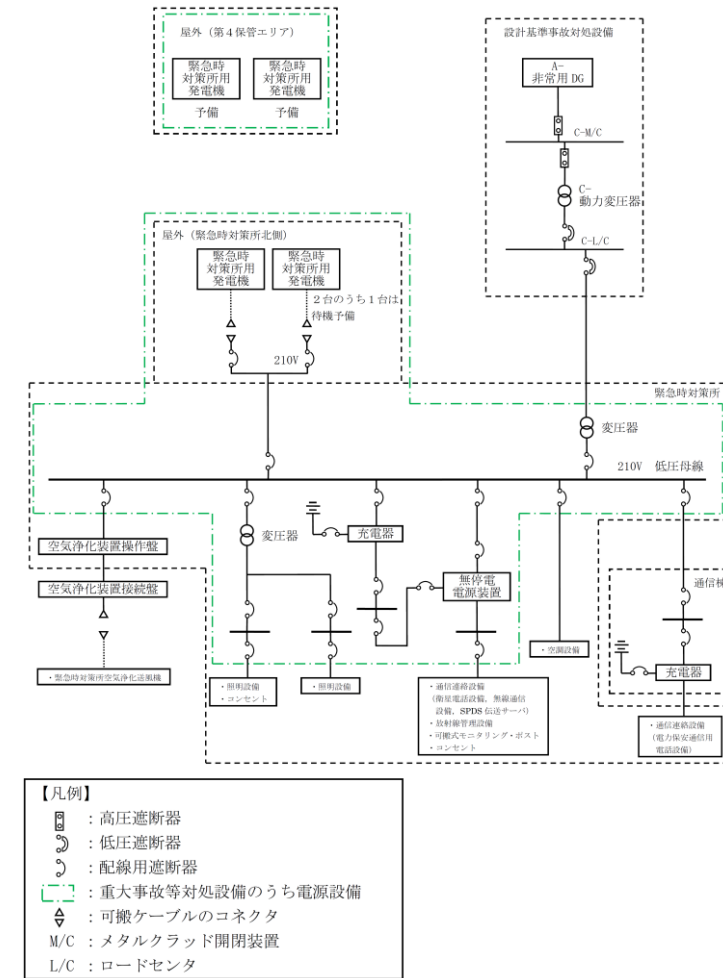 屋外（第４保管エリア）
緊急時
対策所用
発電機
緊急時
対策所用
発電機
予備
予備
設計基準事故対処設備
A-
非常用 DG
C-M/C
C-
動力変圧器
C-L/C
屋外（緊急時対策所北側）
緊急時
対策所用
発電機
緊急時
対策所用
発電機
２台のうち１台は
待機予備
210V
緊急時対策所
変圧器
210V 低圧母線
空気浄化装置操作盤
空気浄化装置接続盤
・緊急時対策所空気浄化送風機
変圧器
充電器
無停電
電源装置
・照明設備
・コンセント
・照明設備
・通信連絡設備
（衛星電話設備、無線通信
設備、SPDS 伝送サーバ）
・放射線管理設備
・可搬式モニタリング・ポスト
・コンセント
・空調設備
通信棟
充電器
・通信連絡設備
（電力保安通信用
電話設備）
【凡例】
：高圧遮断器
：低圧遮断器
：配線用遮断器
：重大事故等対処設備のうち電源設備
：可搬ケーブルのコネクタ
M/C ：メタルクラッド開閉装置
L/C ：ロードセンタ